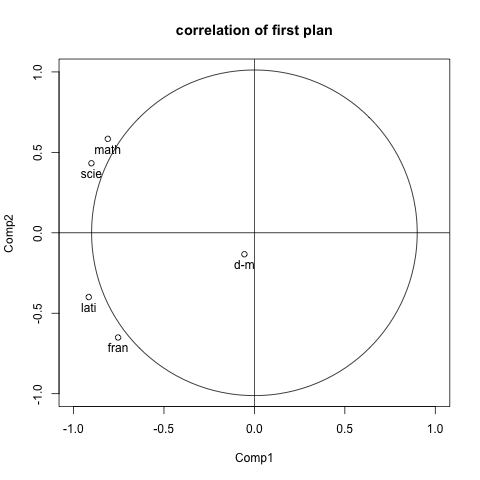 correlation of first plan
1.0
0.5
0.0
-0.5
-1.0
Comp2
math
scie
d-m
lati
fran
-1.0 -0.5 0.0 0.5 1.0
Comp1